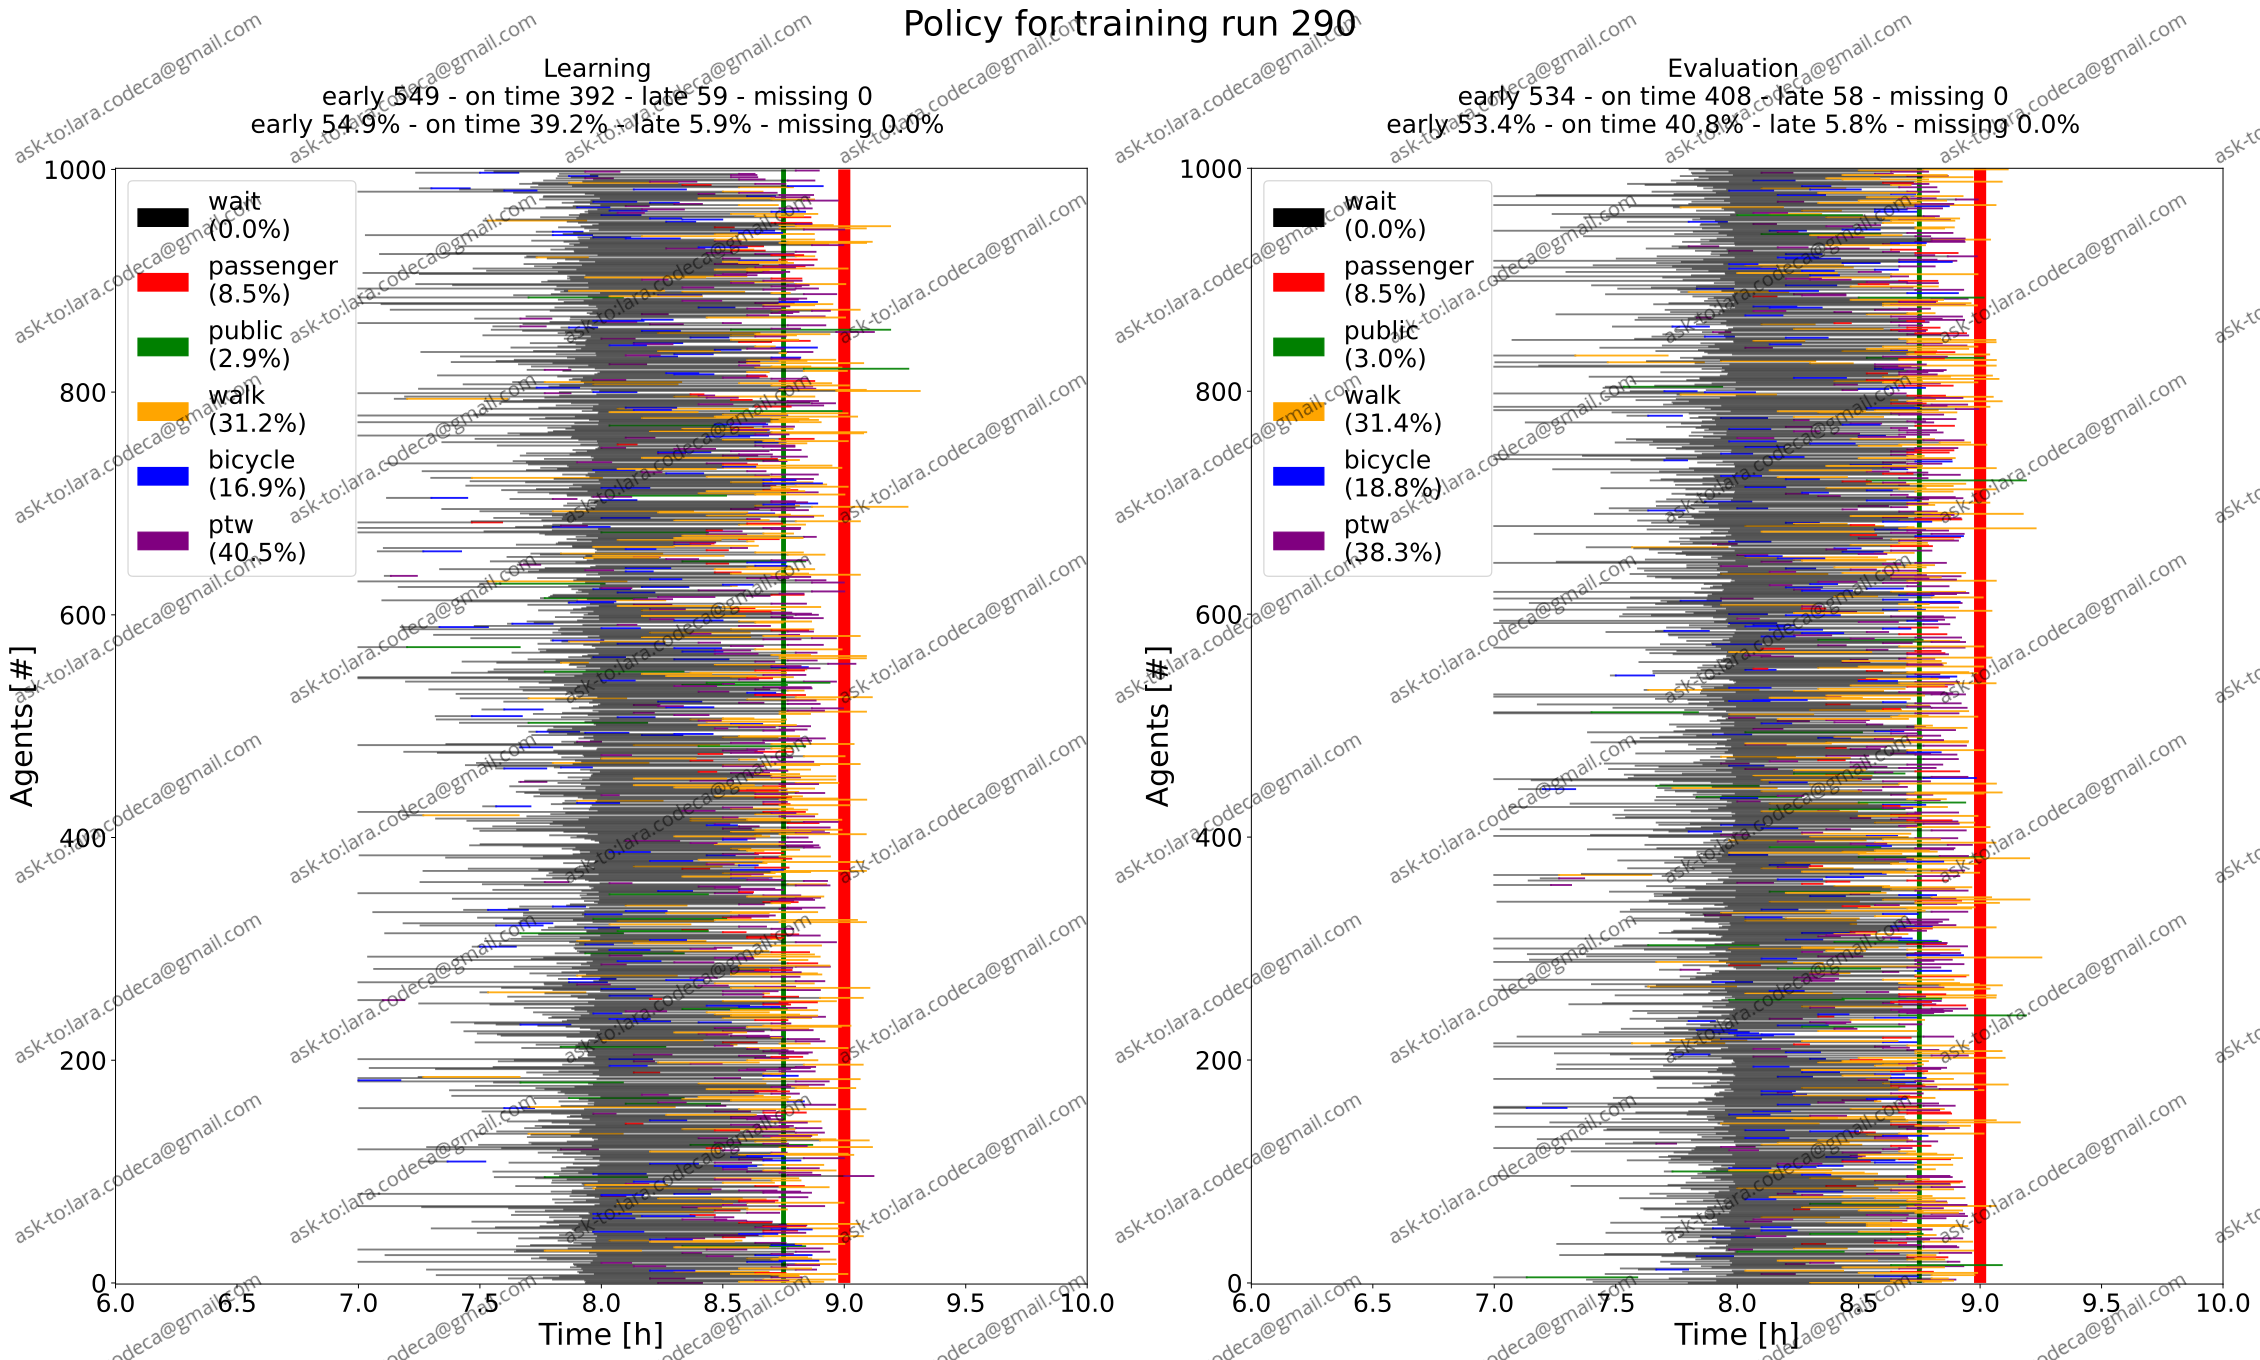 Policy for training run 290
Learning
early 549 - on time 392 - late 59 - missing 0
early 54.9% - on time 39.2% - late 5.9% - missing 0.0%
Evaluation
early 534 - on time 408 - late 58 - missing 0
early 53.4% - on time 40.8% - late 5.8% - missing 0.0%
wait
(0.0%)
passenger
(8.5%)
public
(2.9%)
walk
(31.2%)
bicycle
(16.9%)
ptw
(40.5%)
Agents [#]
1000
800
600
400
200
0
6.0 6.5 7.0 7.5 8.0 8.5 9.0 9.5 10.0
Time [h]
wait
(0.0%)
passenger
(8.5%)
public
(3.0%)
walk
(31.4%)
bicycle
(18.8%)
ptw
(38.3%)
Agents [#]
1000
800
600
400
200
0
6.0 6.5 7.0 7.5 8.0 8.5 9.0 9.5 10.0
Time [h]
ask-to:lara.codeca@gmail.com